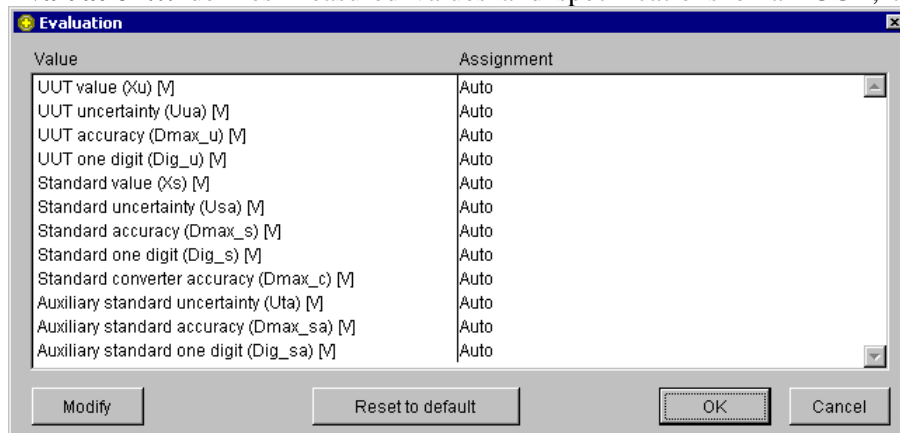 Evaluation
Value Assignment
UUT value (Xu) [V] Auto
UUT uncertainty (Uua) [V] Auto
UUT accuracy (Dmax_u) [V] Auto
UUT one digit (Dig_u) [V] Auto
Standard value (Xs) [V] Auto
Standard uncertainty (Usa) [V] Auto
Standard accuracy (Dmax_s) [V] Auto
Standard one digit (Dig_s) [V] Auto
Standard converter accuracy (Dmax_c) [V] Auto
Auxiliary standard uncertainty (Uta) [V] Auto
Auxiliary standard accuracy (Dmax_sa) [V] Auto
Auxiliary standard one digit (Dig_sa) [V] Auto
Modify Reset to default OK Cancel